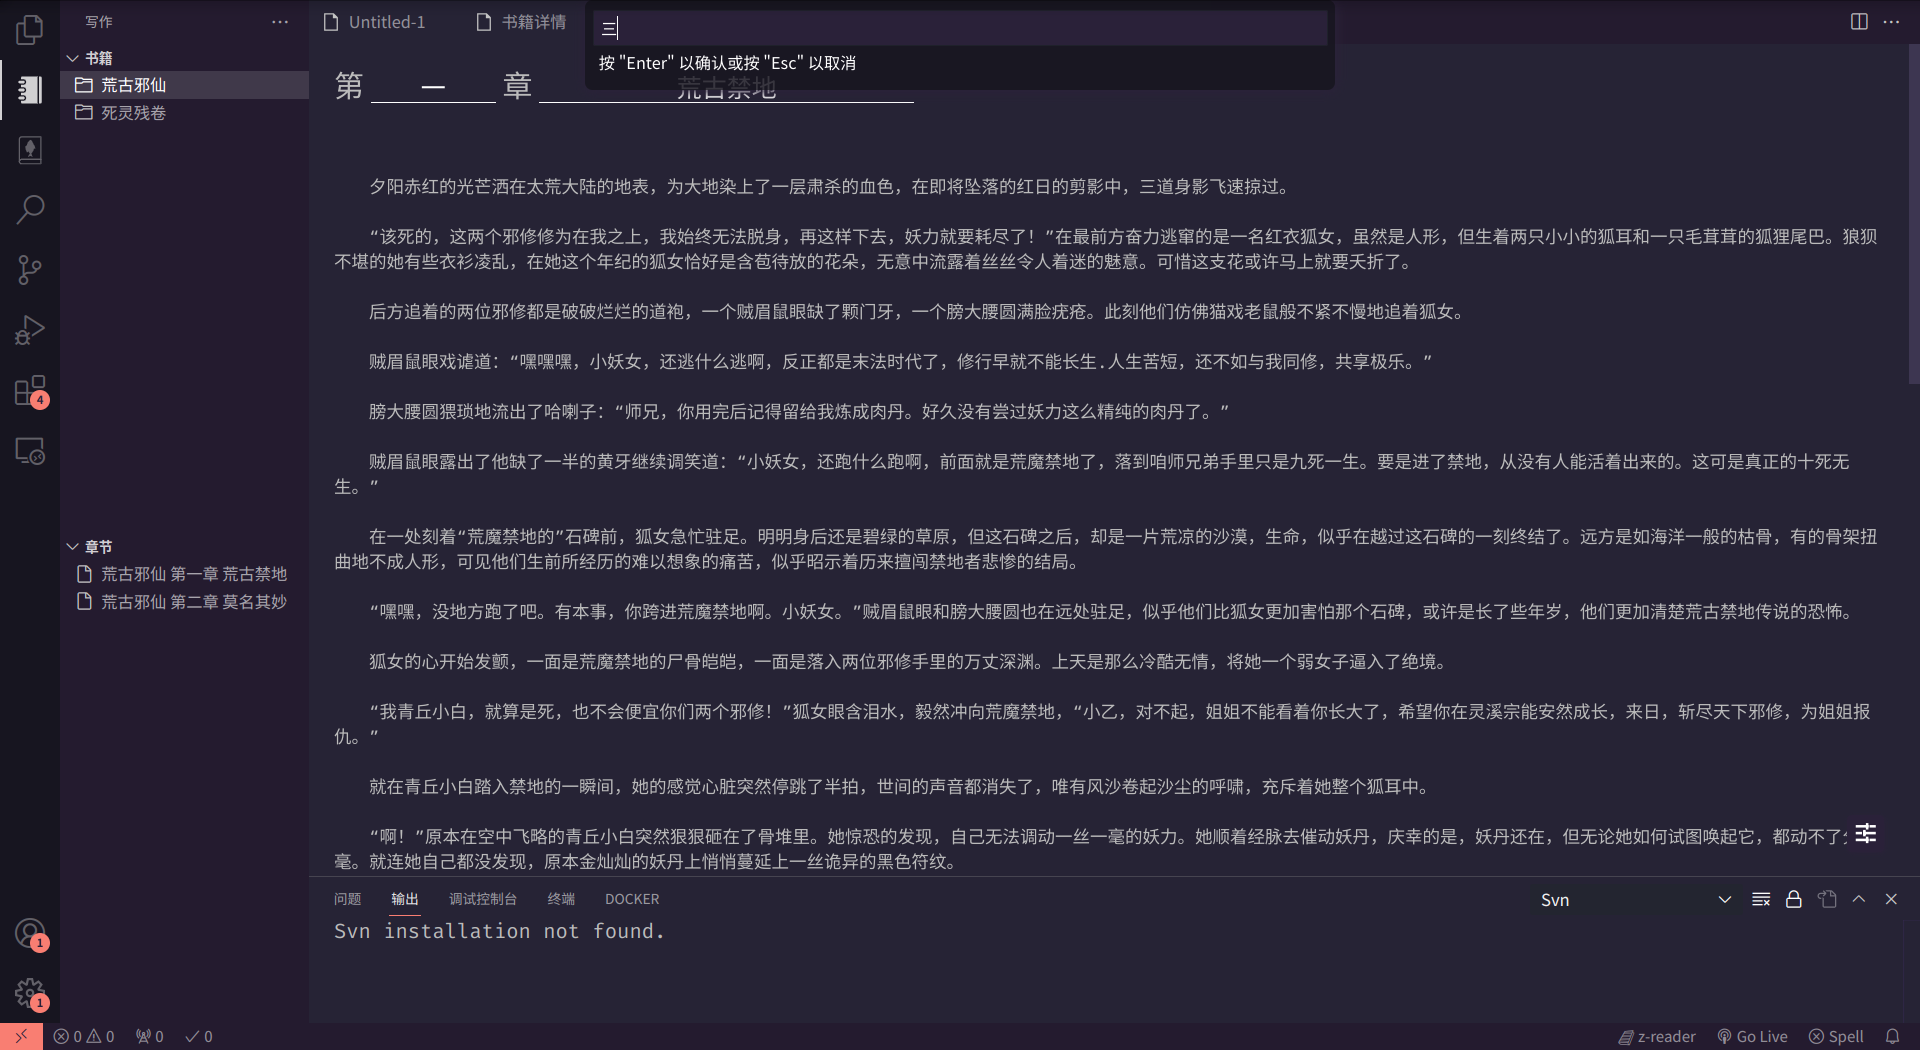 写作
Untitled-1
书籍详情
三
按 "Enter" 以确认或按 "Esc" 以取消
书籍
荒古邪仙
死灵残卷
章节
荒古邪仙 第一章 荒古禁地
荒古邪仙 第二章 莫名其妙
第 一 章 荒古禁地
夕阳赤红的光芒洒在太荒大陆的地表，为大地染上了一层肃杀的血色，在即将坠落的红日的剪影中，三道身影飞速掠过。
“该死的，这两个邪修修为在我之上，我始终无法脱身，再这样下去，妖力就要耗尽了！”在最前方奋力逃窜的是一名红衣狐女，虽然是人形，但生着两只小小的狐耳和一只毛茸茸的狐狸尾巴。狼狈
不堪的她有些衣衫凌乱，在她这个年纪的狐女恰好是含苞待放的花朵，无意中流露着丝丝令人着迷的魅意。可惜这支花或许马上就要夭折了。
后方追着的两位邪修都是破破烂烂的道袍，一个贼眉鼠眼缺了颗门牙，一个膀大腰圆满脸疣疮。此刻他们仿佛猫戏老鼠般不紧不慢地追着狐女。
贼眉鼠眼戏谑道：“嘿嘿嘿，小妖女，还逃什么逃啊，反正都是末法时代了，修行早就不能长生.人生苦短，还不如与我同修，共享极乐。”
膀大腰圆猥琐地流出了哈喇子：“师兄，你用完后记得留给我炼成肉丹。好久没有尝过妖力这么精纯的肉丹了。”
贼眉鼠眼露出了他缺了一半的黄牙继续调笑道：“小妖女，还跑什么跑啊，前面就是荒魔禁地了，落到咱师兄弟手里只是九死一生。要是进了禁地，从没有人能活着出来的。这可是真正的十死无
生。”
在一处刻着“荒魔禁地的”石碑前，狐女急忙驻足。明明身后还是碧绿的草原，但这石碑之后，却是一片荒凉的沙漠，生命，似乎在越过这石碑的一刻终结了。远方是如海洋一般的枯骨，有的骨架扭
曲地不成人形，可见他们生前所经历的难以想象的痛苦，似乎昭示着历来擅闯禁地者悲惨的结局。
“嘿嘿，没地方跑了吧。有本事，你跨进荒魔禁地啊。小妖女。”贼眉鼠眼和膀大腰圆也在远处驻足，似乎他们比狐女更加害怕那个石碑，或许是长了些年岁，他们更加清楚荒古禁地传说的恐怖。
狐女的心开始发颤，一面是荒魔禁地的尸骨皑皑，一面是落入两位邪修手里的万丈深渊。上天是那么冷酷无情，将她一个弱女子逼入了绝境。
“我青丘小白，就算是死，也不会便宜你们两个邪修！”狐女眼含泪水，毅然冲向荒魔禁地，“小乙，对不起，姐姐不能看着你长大了，希望你在灵溪宗能安然成长，来日，斩尽天下邪修，为姐姐报
仇。”
就在青丘小白踏入禁地的一瞬间，她的感觉心脏突然停跳了半拍，世间的声音都消失了，唯有风沙卷起沙尘的呼啸，充斥着她整个狐耳中。
“啊！”原本在空中飞略的青丘小白突然狠狠砸在了骨堆里。她惊恐的发现，自己无法调动一丝一毫的妖力。她顺着经脉去催动妖丹，庆幸的是，妖丹还在，但无论她如何试图唤起它，都动不了
毫。就连她自己都没发现，原本金灿灿的妖丹上悄悄蔓延上一丝诡异的黑色符纹。
问题 输出 调试控制台 终端 DOCKER
Svn
Svn installation not found.
4
1
1
0 0 0 0
z-reader Go Live Spell